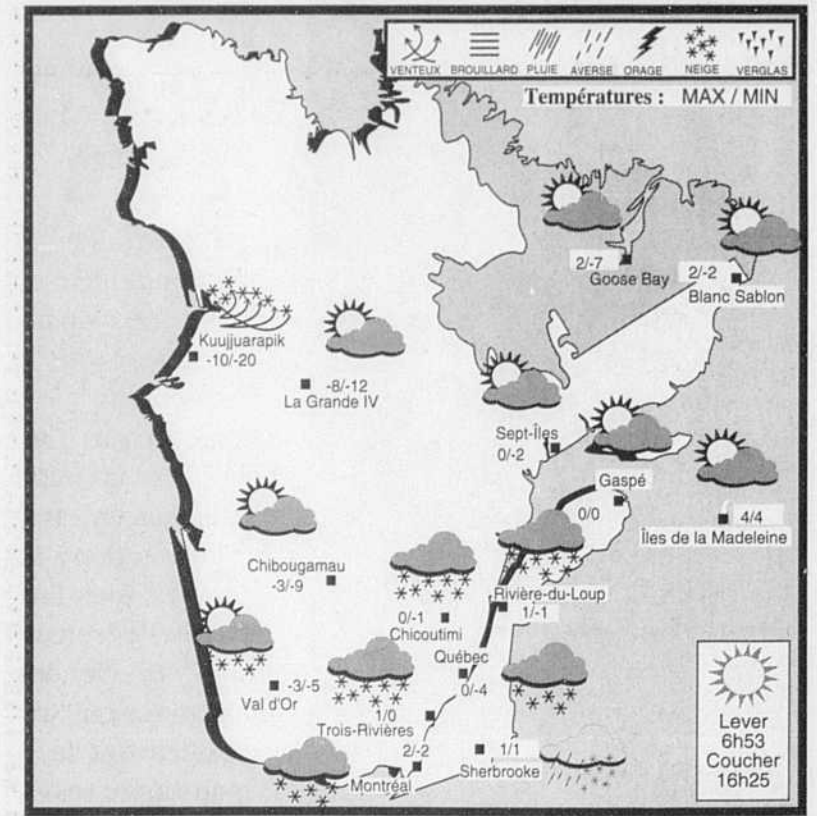 VENTEUX BROUILLARD PLUIE AVERSE ORAGE NEIGE VERGLAS
Températures : MAX / MIN
2/-7
Goose Bay
2/-2
Blanc Sablon
Kuujjuarapik
-10/-20
-8/-12
La Grande IV
Sept-Îles
0/-2
Gaspé
0/0
4/4
Îles de la Madeleine
Chibougamau
-3/-9
Rivière-du-Loup
1/-1
0/-1
Chicoutimi
Québec
0/-4
-3/-5
Val d'Or
1/0
Trois-Rivières
2/-2
Montréal
1/1
Sherbrooke
Lever
6h53
Coucher
16h25